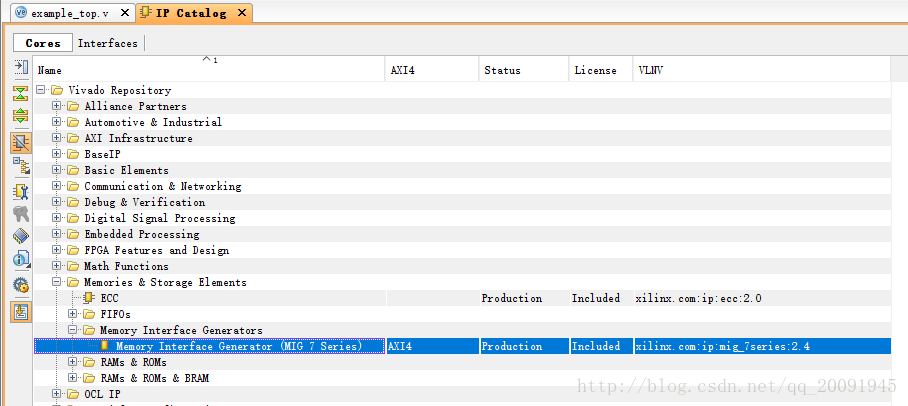 example_top.v IP Catalog
Cores Interfaces
Name 1 AXI4 Status License VLNV
Vivado Repository
Alliance Partners
Automotive & Industrial
AXI Infrastructure
BaseIP
Basic Elements
Communication & Networking
Debug & Verification
Digital Signal Processing
Embedded Processing
FPGA Features and Design
Math Functions
Memories & Storage Elements
ECC Production Included xilinx.com:ip:ecc:2.0
FIFOs
Memory Interface Generators
Memory Interface Generator (MIG 7 Series) AXI4 Production Included xilinx.com:ip:mig_7series:2.4
RAMs & ROMs
RAMs & ROMs & BRAM
OCL IP
http://blog.csdn.net/qq_20091945